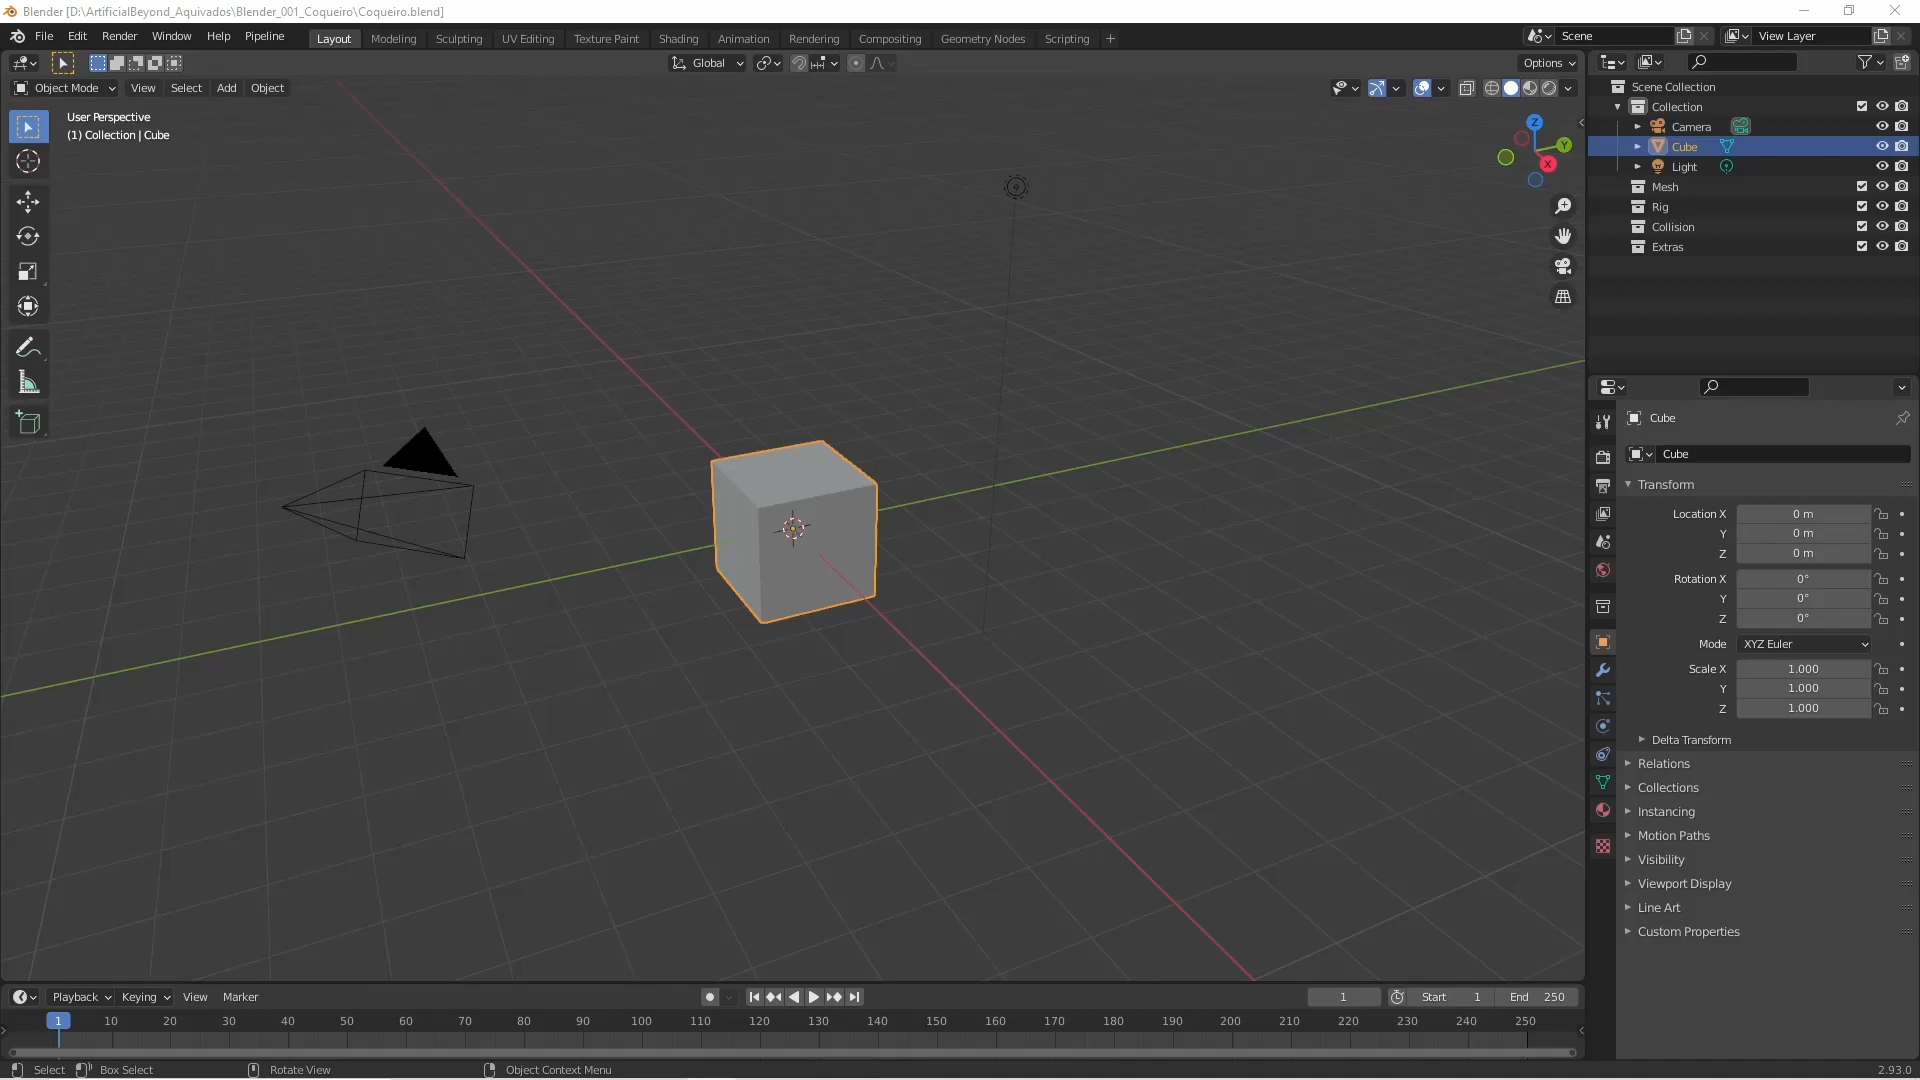 Blender [D:\ArtificialBeyond_Aquivados\Blender_001_Coqueiro\Coqueiro.blend]
File Edit Render Window Help Pipeline Layout Modeling Sculpting UV Editing Texture Paint Shading Animation Rendering Compositing Geometry Nodes Scripting + Scene View Layer
Global Options
Object Mode View Select Add Object
User Perspective
(1) Collection | Cube
Z
Y
X
Scene Collection
Collection
Camera
Cube
Light
Mesh
Rig
Collision
Extras
Cube
Cube
Transform
Location X 0 m
Y 0 m
Z 0 m
Rotation X 0°
Y 0°
Z 0°
Mode XYZ Euler
Scale X 1.000
Y 1.000
Z 1.000
Delta Transform
Relations
Collections
Instancing
Motion Paths
Visibility
Viewport Display
Line Art
Custom Properties
Playback Keying View Marker 1 Start 1 End 250
1 10 20 30 40 50 60 70 80 90 100 110 120 130 140 150 160 170 180 190 200 210 220 230 240 250
Select Box Select Rotate View Object Context Menu 2.93.0